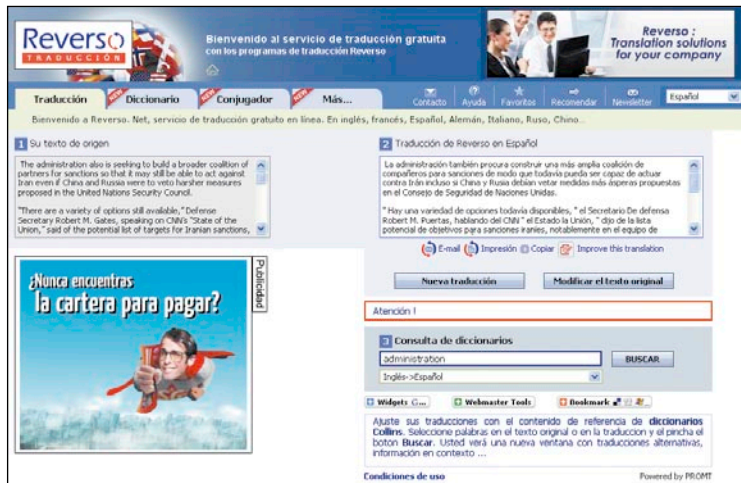 Reverso
TRADUCCIÓN
Bienvenido al servicio de traducción gratuita
con los programas de traducción Reverso
Reverso :
Translation solutions
for your company
Traducción
NEW
Diccionario
NEW
Conjugador
NEW
Más...
Contacto
Ayuda
Favoritos
Recomendar
Newsletter
Español
Bienvenido a Reverso. Net, servicio de traducción gratuito en línea. En inglés, francés, Español, Alemán, Italiano, Ruso, Chino...
1 Su texto de origen
The administration also is seeking to build a broader coalition of
partners for sanctions so that it may still be able to act against
Iran even if China and Russia were to veto harsher measures
proposed in the United Nations Security Council.
"There are a variety of options still available," Defense
Secretary Robert M. Gates, speaking on CNN's "State of the
Union," said of the potential list of targets for Iranian sanctions,
2 Traducción de Reverso en Español
La administración también procura construir una más amplia coalición de
compañeros para sanciones de modo que todavía pueda ser capaz de actuar
contra Irán incluso si China y Rusia debían vetar medidas más ásperas propuestas
en el Consejo de Seguridad de Naciones Unidas.
" Hay una variedad de opciones todavía disponibles, " el Secretario De defensa
Robert M. Puertas, hablando del CNN " el Estado la Unión, " dijo de la lista
potencial de objetivos para sanciones iraníes, notablemente en el equipo de
E-mail Impresión Copiar Improve this translation
Nueva traducción
Modificar el texto original
Atención !
3 Consulta de diccionarios
administration
BUSCAR
Inglés->Español
Widgets G...
Webmaster Tools
Bookmark
Ajuste sus traducciones con el contenido de referencia de diccionarios
Collins. Seleccione palabras en el texto original o en la traduccion y el pincha el
boton Buscar. Usted verá una nueva ventana con traducciones alternativas,
información en contexto ...
Condiciones de uso
Powered by PROMT
Publicidad
¿Nunca encuentras
la cartera para pagar?